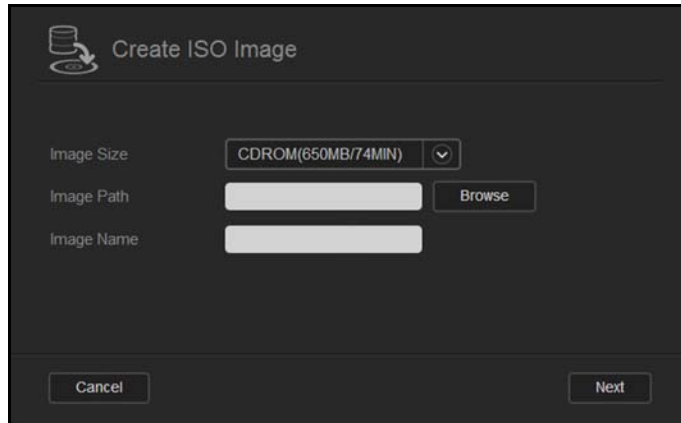 Create ISO Image
Image Size CDROM(650MB/74MIN)
Image Path Browse
Image Name
Cancel Next